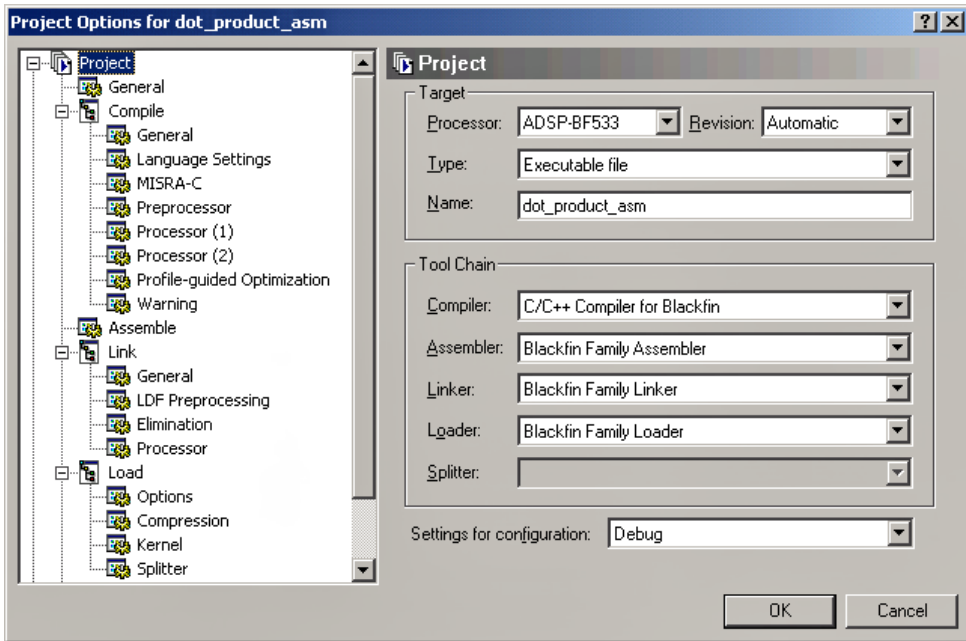 Project Options for dot_product_asm
Project
General
Compile
General
Language Settings
MISRA-C
Preprocessor
Processor (1)
Processor (2)
Profile-guided Optimization
Warning
Assemble
Link
General
LDF Preprocessing
Elimination
Processor
Load
Options
Compression
Kernel
Splitter
Project
Target
Processor: ADSP-BF533 Revision: Automatic
Type: Executable file
Name: dot_product_asm
Tool Chain
Compiler: C/C++ Compiler for Blackfin
Assembler: Blackfin Family Assembler
Linker: Blackfin Family Linker
Loader: Blackfin Family Loader
Splitter:
Settings for configuration: Debug
OK Cancel